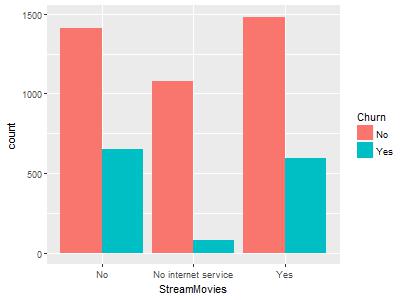 1500
1000
500
0
count
No
No internet service
Yes
StreamMovies
Churn
No
Yes